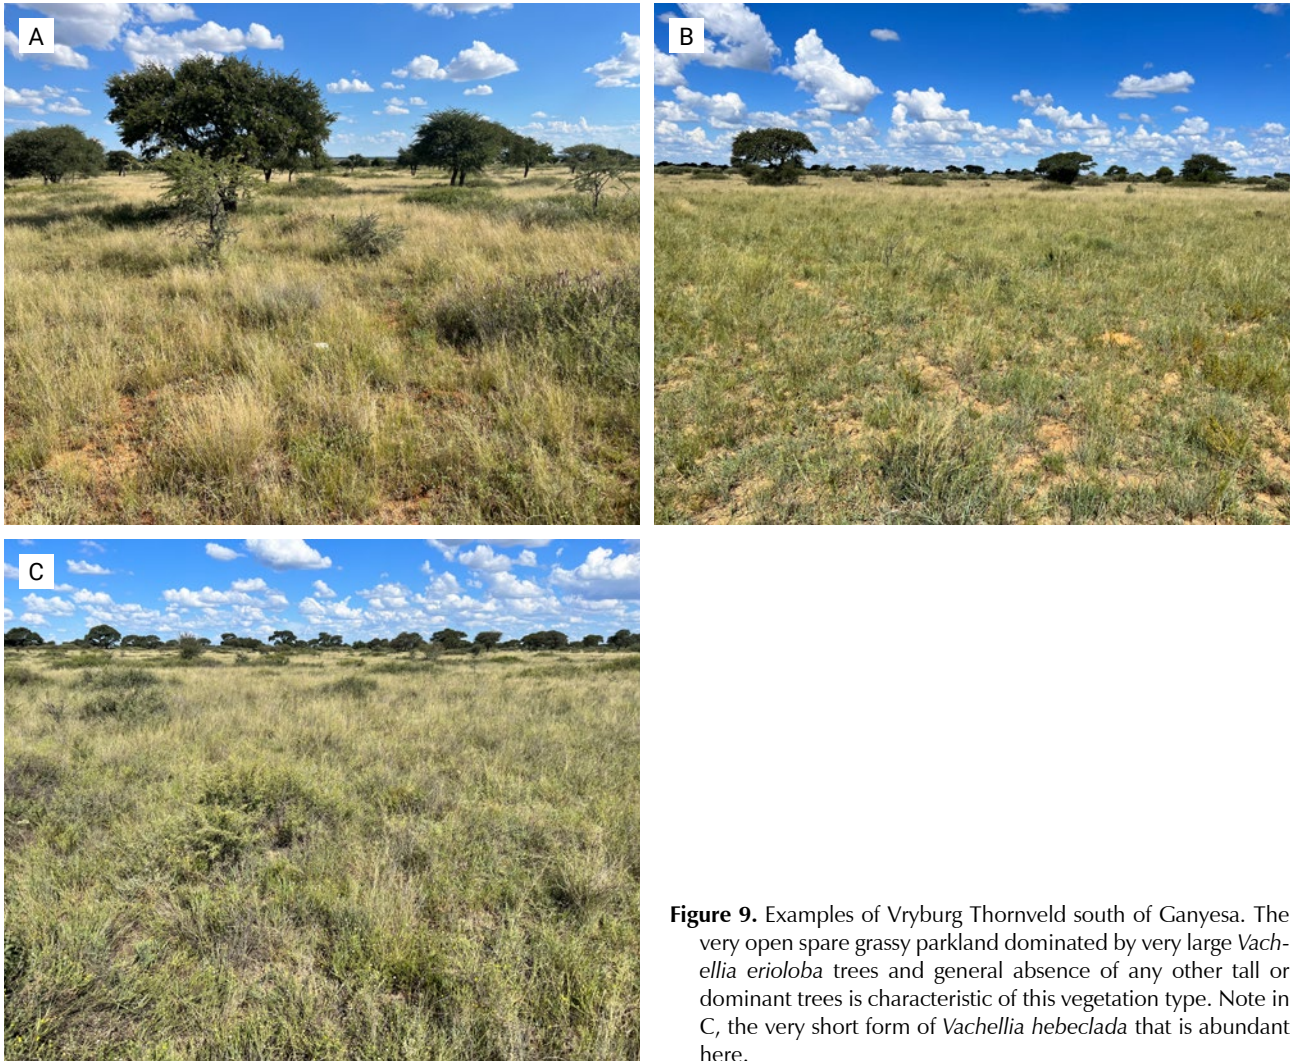 A
B
C
Figure 9. Examples of Vryburg Thornveld south of Ganyesa. The
very open spare grassy parkland dominated by very large Vach-
ellia erioloba trees and general absence of any other tall or
dominant trees is characteristic of this vegetation type. Note in
C, the very short form of Vachellia hebeclada that is abundant
here.